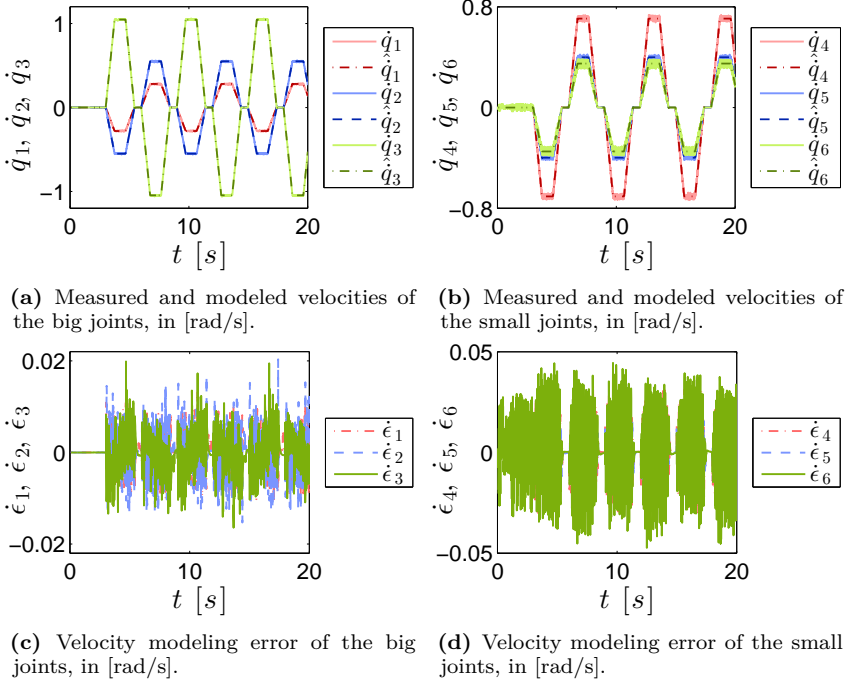 1
0
−1
0 10 20
q̇1, q̇2, q̇3
t [s]
q̇1
q̇̂1
q̇2
q̇̂2
q̇3
q̇̂3
0.8
0
−0.8
0 10 20
q̇4, q̇5, q̇6
t [s]
q̇4
q̇̂4
q̇5
q̇̂5
q̇6
q̇̂6
(a) Measured and modeled velocities of
the big joints, in [rad/s].
(b) Measured and modeled velocities of
the small joints, in [rad/s].
0.02
0
−0.02
0 10 20
ϵ̇1, ϵ̇2, ϵ̇3
t [s]
ϵ̇1
ϵ̇2
ϵ̇3
0.05
0
−0.05
0 10 20
ϵ̇4, ϵ̇5, ϵ̇6
t [s]
ϵ̇4
ϵ̇5
ϵ̇6
(c) Velocity modeling error of the big
joints, in [rad/s].
(d) Velocity modeling error of the small
joints, in [rad/s].